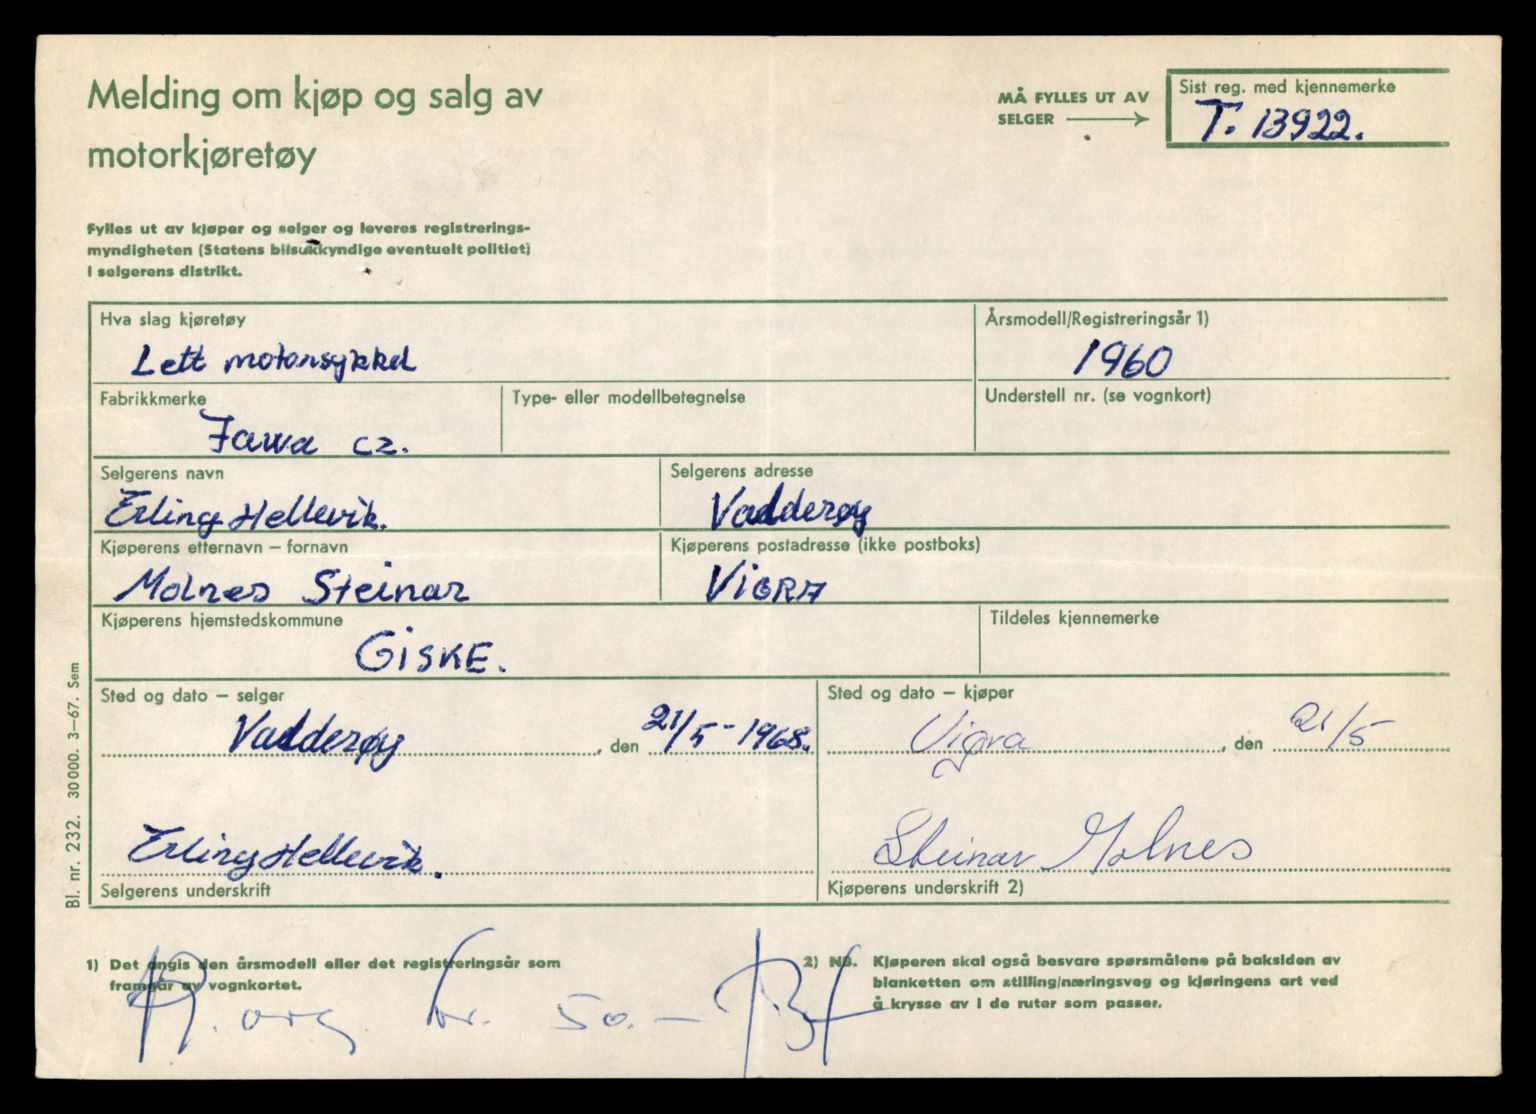 Melding om kjøp og salg av
motorkjøretøy
MÅ FYLLES UT AV
SELGER
Sist reg. med kjennemerke
T. 13922.
Fylles ut av kjøper og selger og leveres registrerings-
myndigheten (Statens bilsakkyndige eventuelt politiet)
i selgerens distrikt.
Hva slag kjøretøy
Lett motorsykkel
Årsmodell/Registreringsår 1)
1960
Fabrikkmerke
Jawa cz.
Type- eller modellbetegnelse
Understell nr. (se vognkort)
Selgerens navn
Erling Hellevik.
Selgerens adresse
Valderøy
Kjøperens etternavn – fornavn
Molnes Steinar
Kjøperens postadresse (ikke postboks)
VIGRA
Kjøperens hjemstedskommune
GISKE.
Tildeles kjennemerke
Sted og dato – selger
Valderøy, den 21/5-1968.
Sted og dato – kjøper
Vigra, den 21/5
Erling Hellevik.
Selgerens underskrift
Steinar Molnes
Kjøperens underskrift 2)
Bl. nr. 232. 30000. 3–67. Sem
1) Det angis den årsmodell eller det registreringsår som
framgår av vognkortet.
2) NB. Kjøperen skal også besvare spørsmålene på baksiden av
blanketten om stilling/næringsveg og kjøringens art ved
å krysse av i de ruter som passer.
org. kr. 50.—